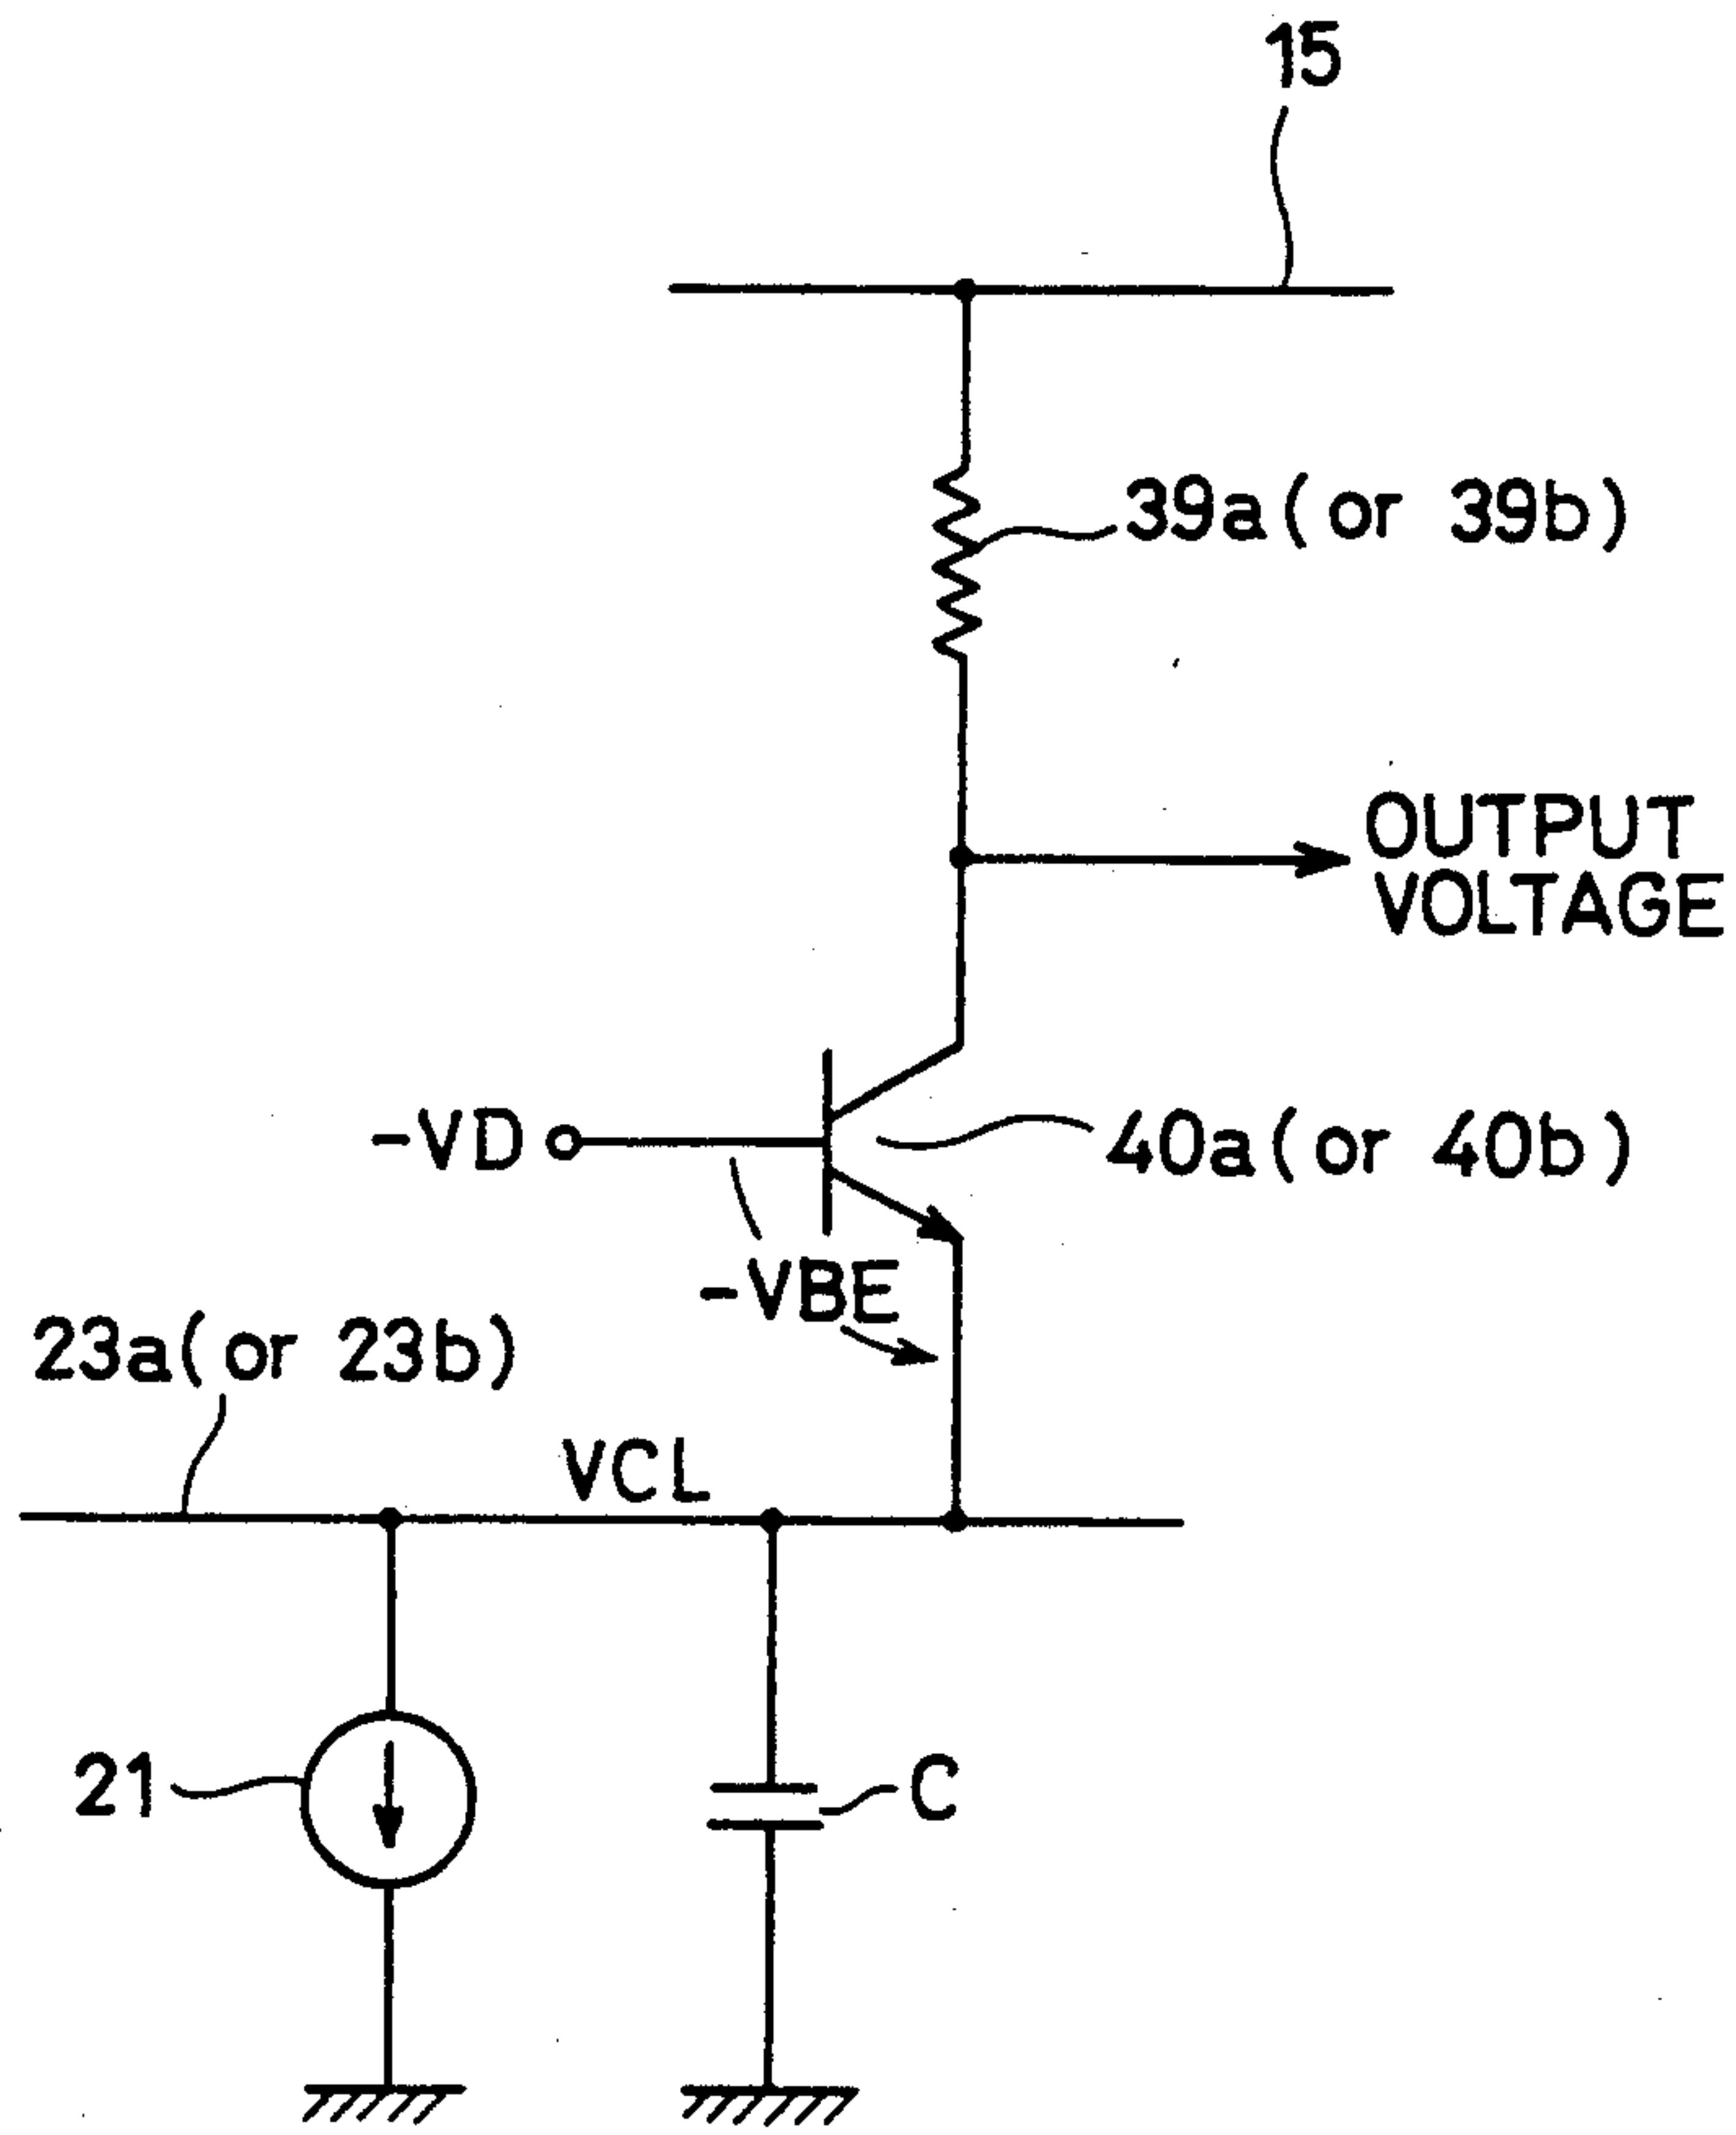 15
39a(or 39b)
OUTPUT
VOLTAGE
-VD
40a(or 40b)
-VBE
23a(or 23b)
VCL
21
C